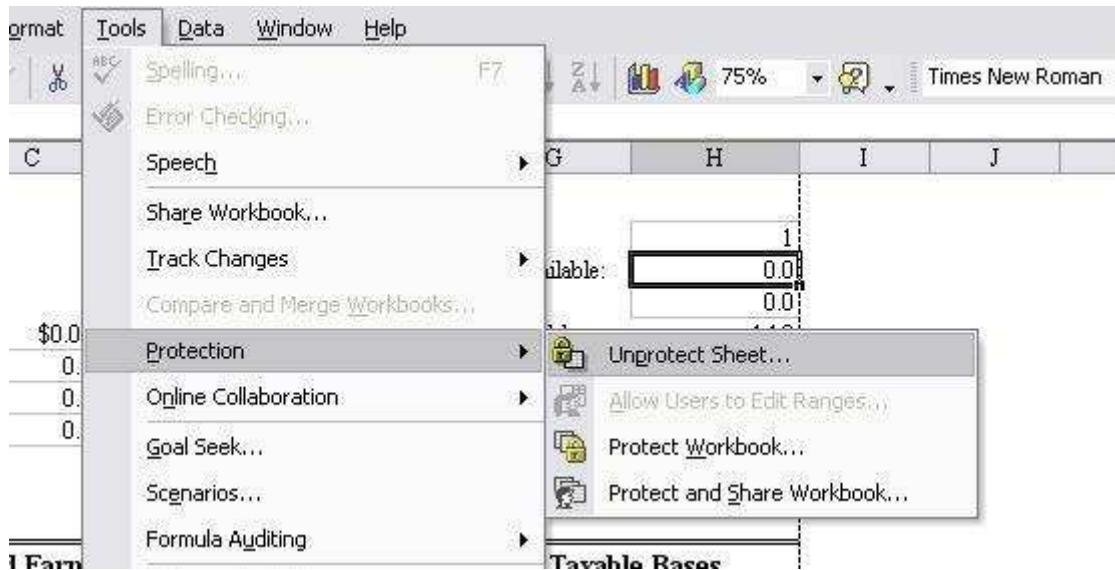 ormat Tools Data Window Help
ABC Spelling... F7 75% Times New Roman
Error Checking...
C G H I J
Speech
Share Workbook...
1
Track Changes ilable: 0.0
Compare and Merge Workbooks... 0.0
$0.0
Protection Unprotect Sheet...
0.
Online Collaboration Allow Users to Edit Ranges...
0.
Goal Seek... Protect Workbook...
0.
Scenarios... Protect and Share Workbook...
Formula Auditing
d Earn Taxable Bases